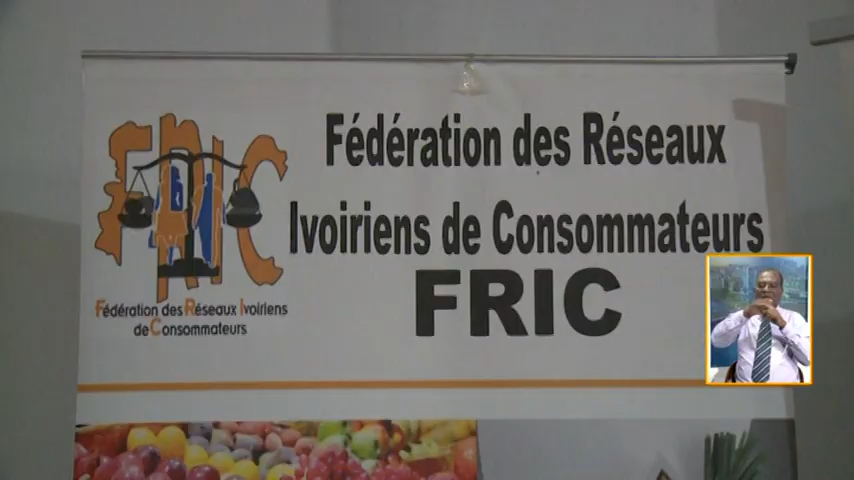 Fédération des Réseaux
Ivoiriens de Consommateurs
FRIC
FRIC
Fédération des Réseaux Ivoiriens
de Consommateurs